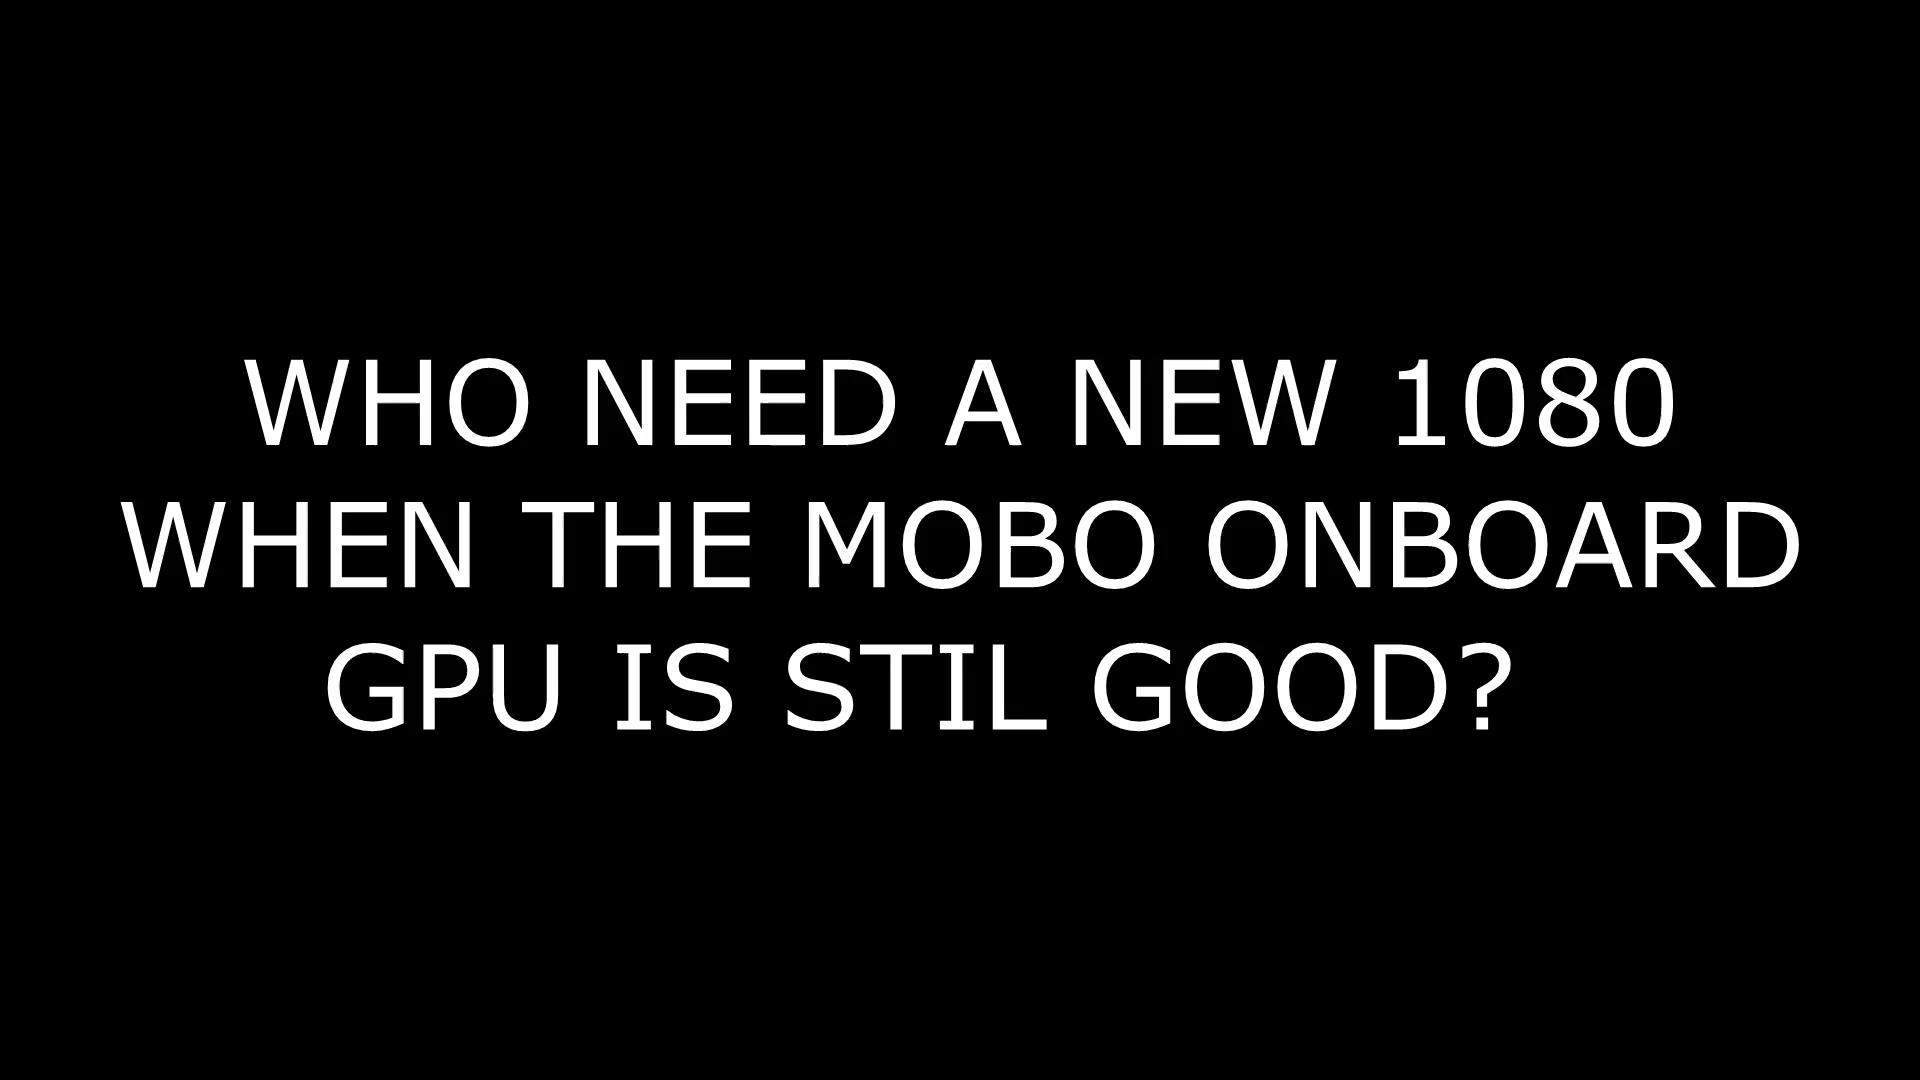 WHO NEED A NEW 1080
WHEN THE MOBO ONBOARD
GPU IS STIL GOOD?